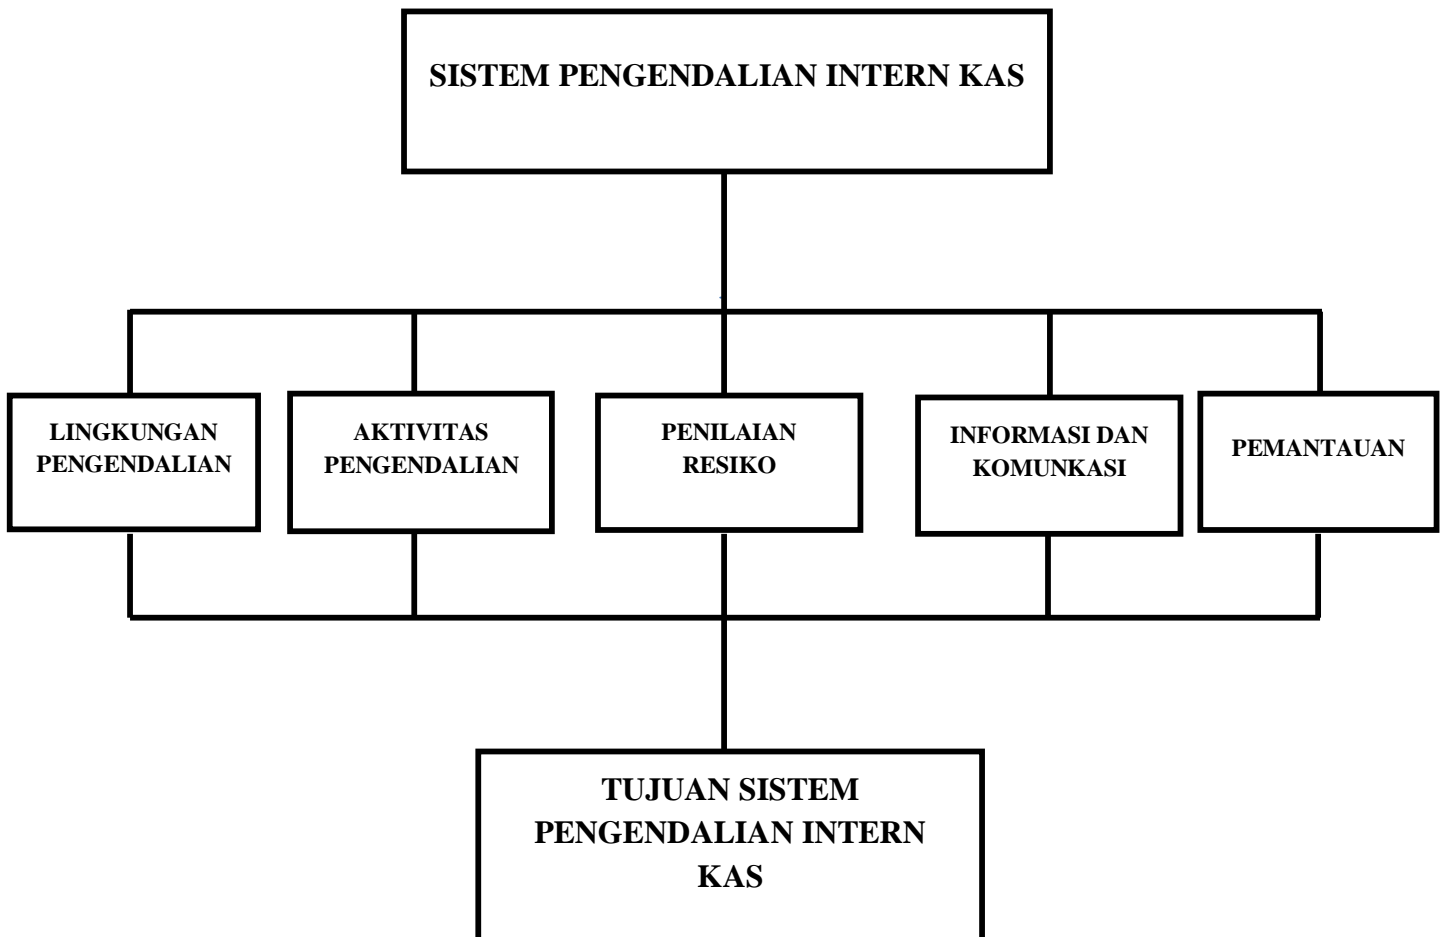 SISTEM PENGENDALIAN INTERN KAS
LINGKUNGAN
PENGENDALIAN
AKTIVITAS
PENGENDALIAN
PENILAIAN
RESIKO
INFORMASI DAN
KOMUNKASI
PEMANTAUAN
TUJUAN SISTEM
PENGENDALIAN INTERN
KAS